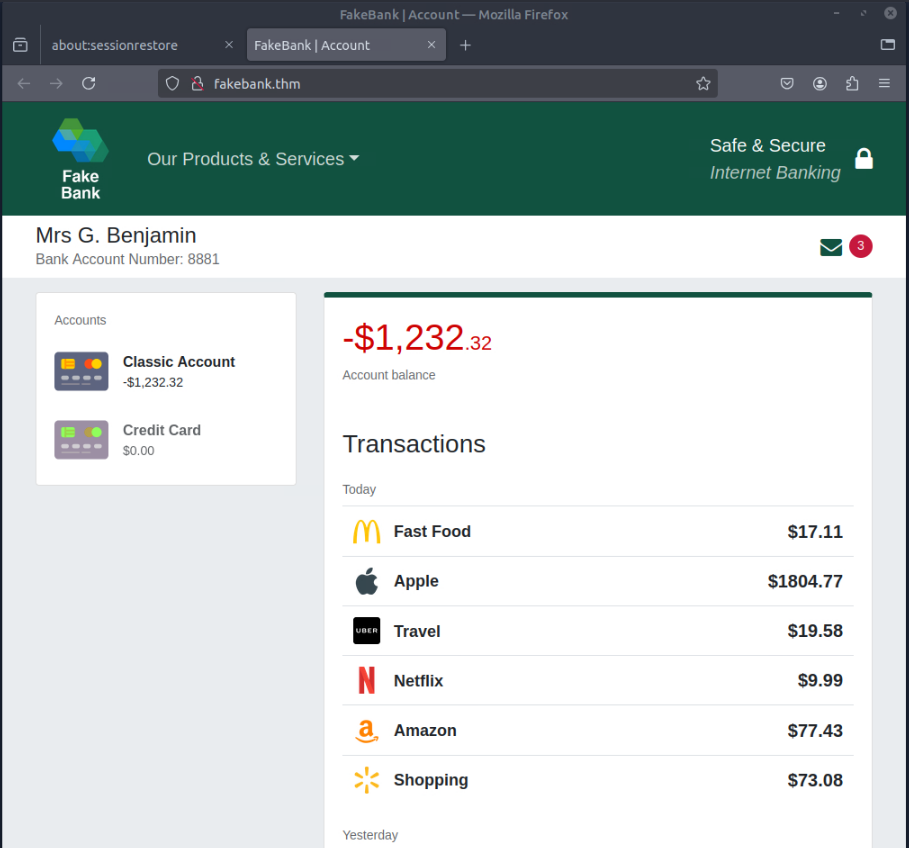 FakeBank | Account — Mozilla Firefox
about:sessionrestore
FakeBank | Account
fakebank.thm
Fake
Bank
Our Products & Services
Safe & Secure
Internet Banking
Mrs G. Benjamin
Bank Account Number: 8881
3
Accounts
Classic Account
-$1,232.32
Credit Card
$0.00
-$1,232.32
Account balance
Transactions
Today
Fast Food $17.11
Apple $1804.77
UBER Travel $19.58
Netflix $9.99
Amazon $77.43
Shopping $73.08
Yesterday